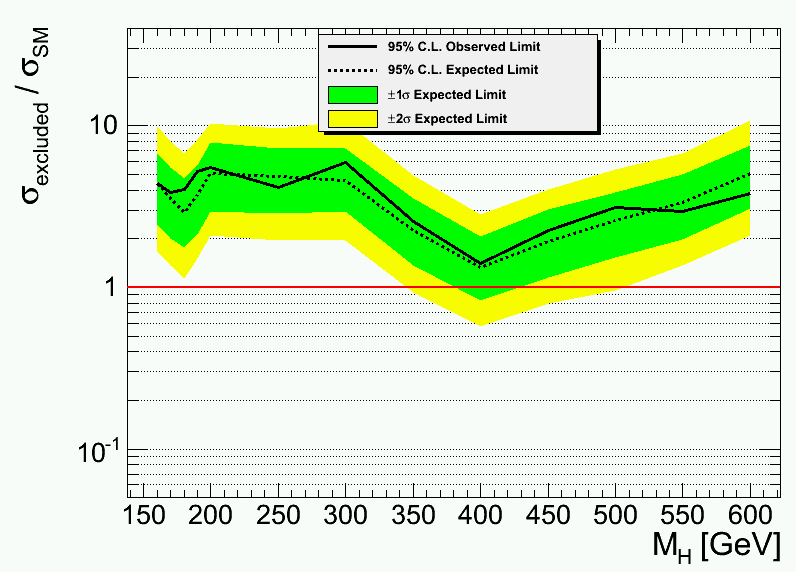 σexcluded / σSM
95% C.L. Observed Limit
95% C.L. Expected Limit
±1σ Expected Limit
±2σ Expected Limit
10
1
10-1
150 200 250 300 350 400 450 500 550 600
MH [GeV]